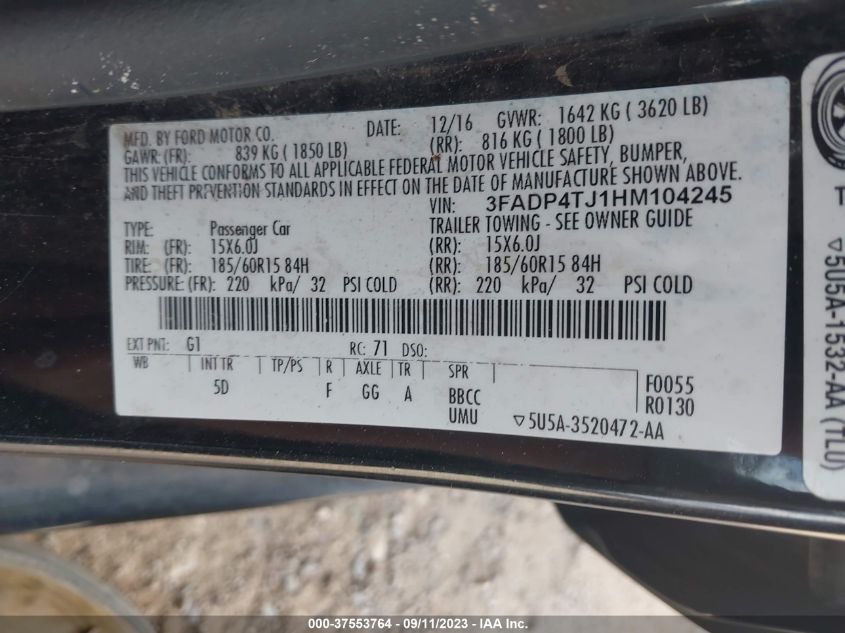 MFD. BY FORD MOTOR CO. DATE: 12/16 GVWR: 1642 KG ( 3620 LB)
GAWR: (FR): 839 KG ( 1850 LB) (RR): 816 KG ( 1800 LB)
THIS VEHICLE CONFORMS TO ALL APPLICABLE FEDERAL MOTOR VEHICLE SAFETY, BUMPER,
AND THEFT PREVENTION STANDARDS IN EFFECT ON THE DATE OF MANUFACTURE SHOWN ABOVE.
VIN: 3FADP4TJ1HM104245
TYPE: Passenger Car TRAILER TOWING - SEE OWNER GUIDE
RIM: (FR): 15X6.0J (RR): 15X6.0J
TIRE: (FR): 185/60R15 84H (RR): 185/60R15 84H
PRESSURE: (FR): 220 kPa/ 32 PSI COLD (RR): 220 kPa/ 32 PSI COLD
EXT PNT: G1 RC: 71 DSO:
WB INT TR TP/PS R AXLE TR SPR
5D F GG A BBCC F0055
UMU R0130
▽5U5A-3520472-AA
▽5U5A-1532-AA (TL0)
000-37553764 - 09/11/2023 - IAA Inc.